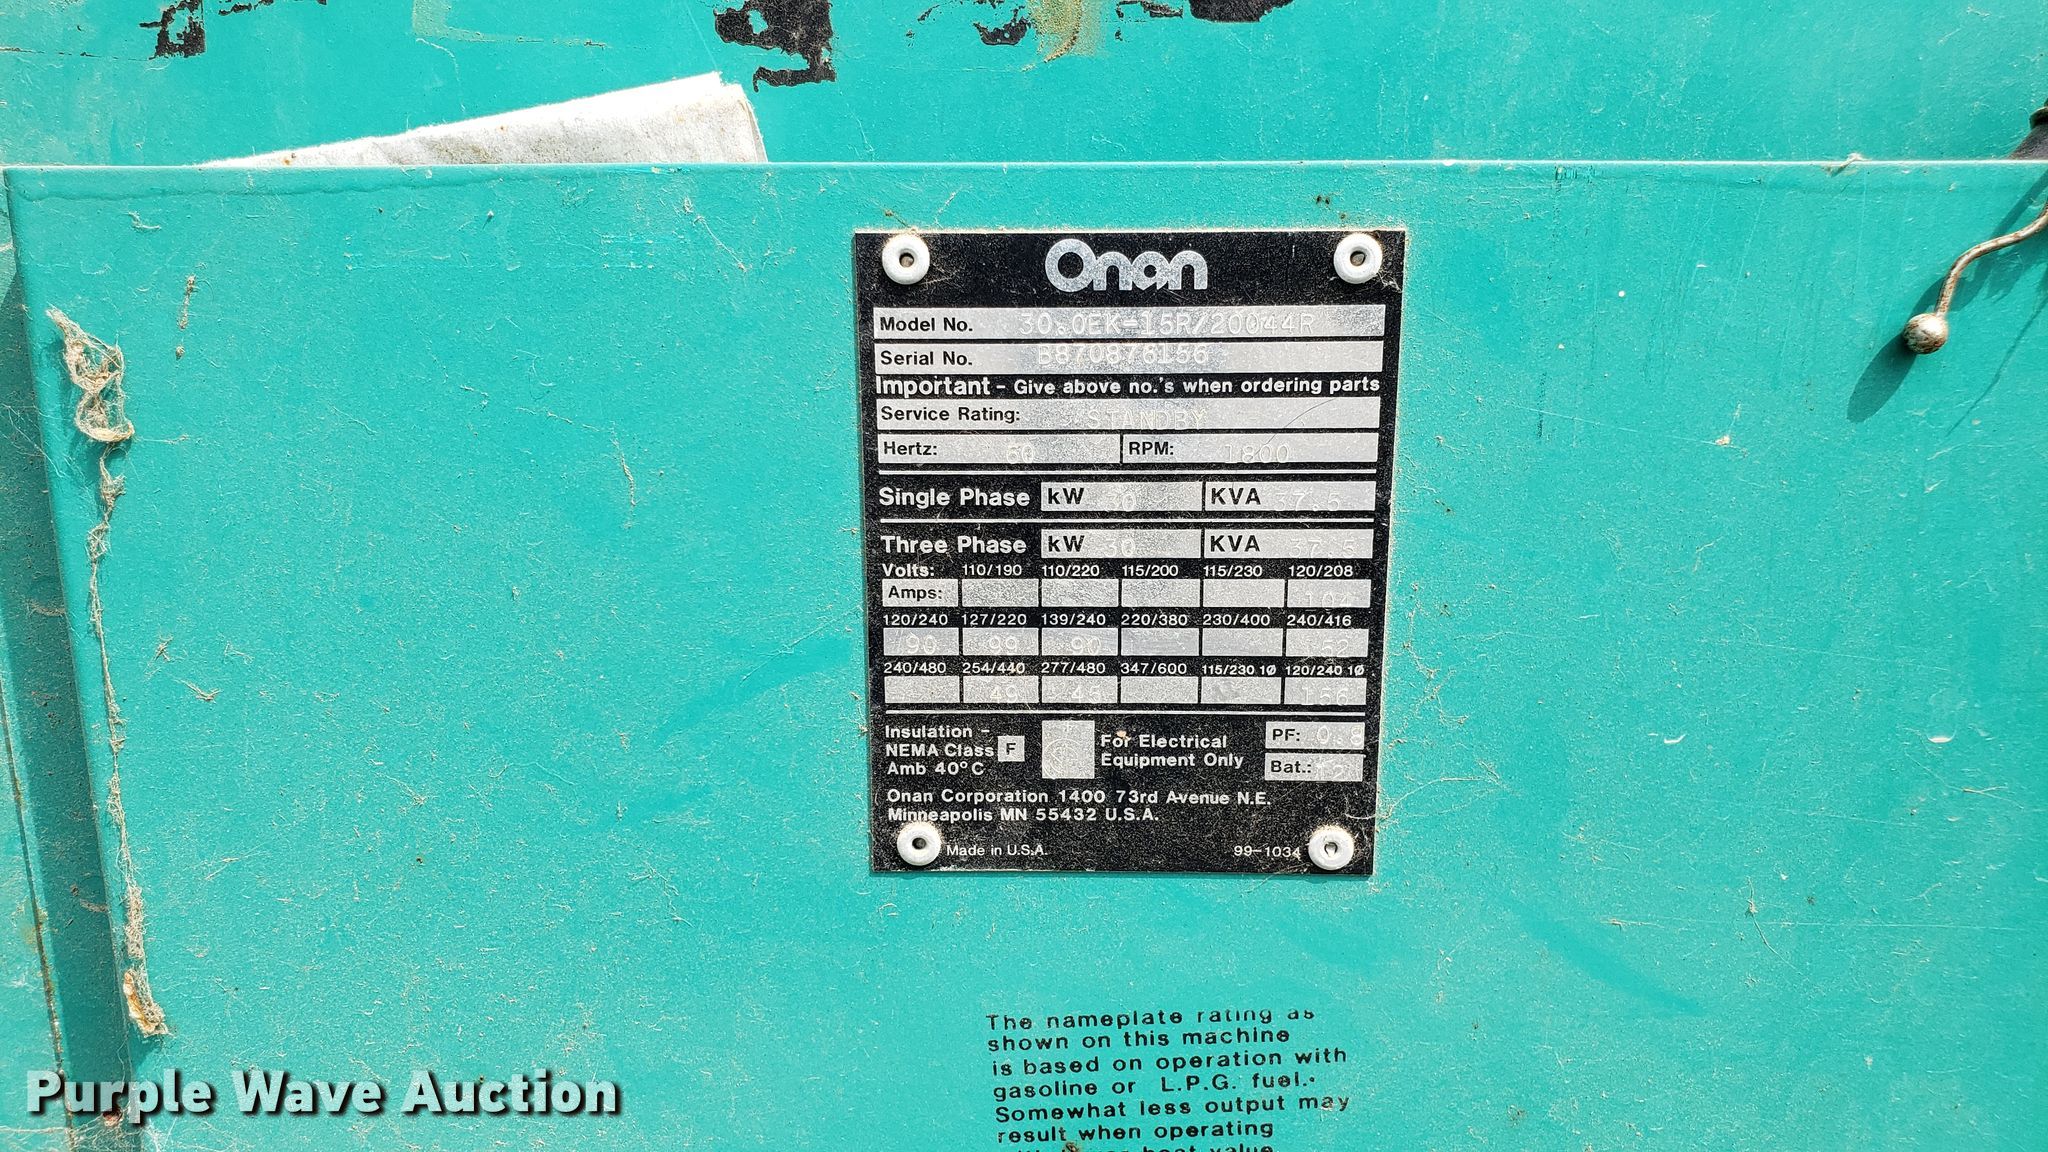 Onan
Model No. 30.0EK-15R/20044R
Serial No. B870878156
Important - Give above no.'s when ordering parts
Service Rating: STANDBY
Hertz: 60 RPM: 1800
Single Phase kW 30 KVA 37.5
Three Phase kW 30 KVA 37.5
Volts: 110/190 110/220 115/200 115/230 120/208
Amps: 104
120/240 127/220 139/240 220/380 230/400 240/416
90 99 90 52
240/480 254/440 277/480 347/600 115/230 1Ø 120/240 1Ø
49 45 156
Insulation -
NEMA Class F
Amb 40°C
For Electrical
Equipment Only
PF: 0.8
Bat.: 12
Onan Corporation 1400 73rd Avenue N.E.
Minneapolis MN 55432 U.S.A.
Made in U.S.A. 99-1034
The nameplate rating as
shown on this machine
is based on operation with
gasoline or L.P.G. fuel.
Somewhat less output may
result when operating
heat value
Purple Wave Auction